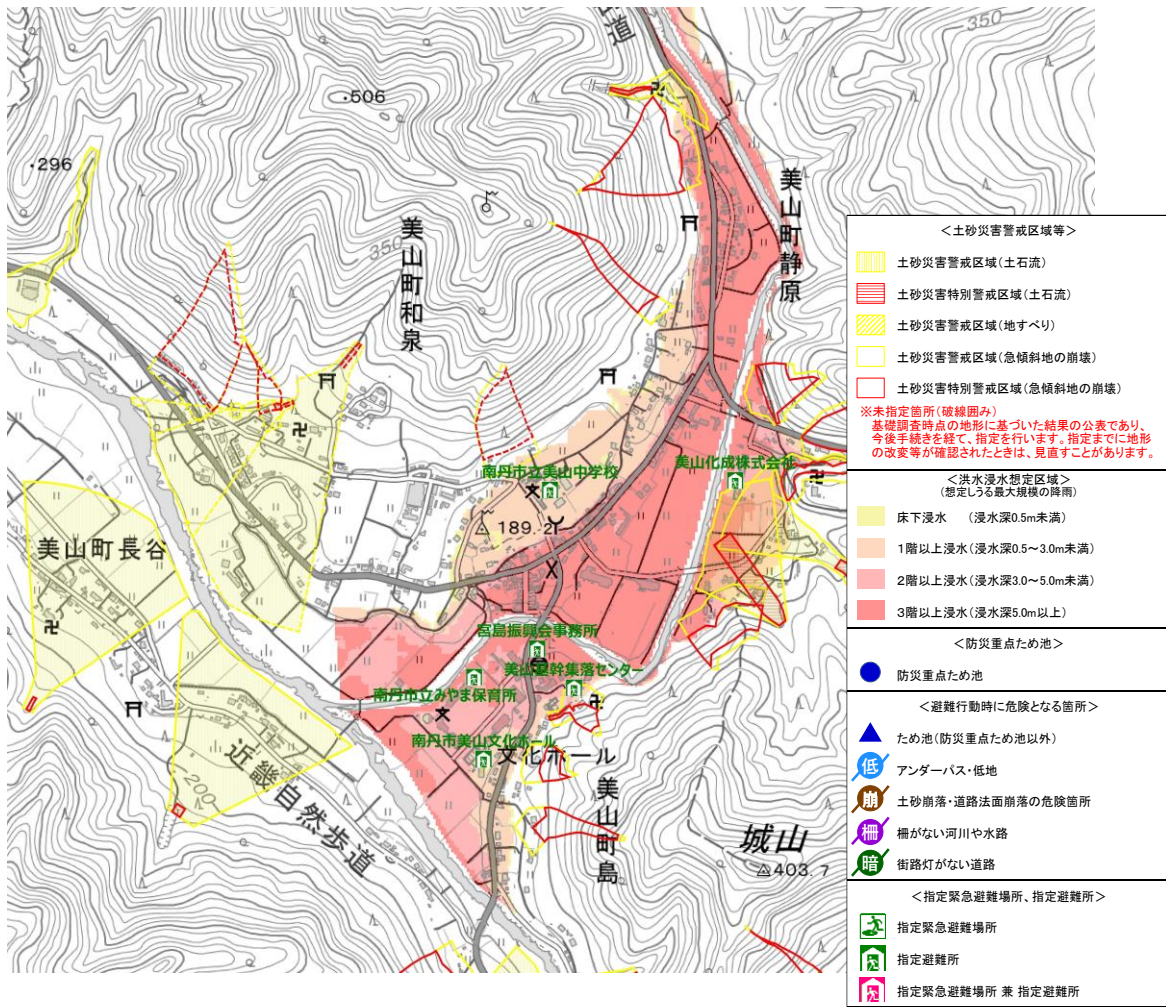 道
350
・506
・296
350
美山町静原
美山町和泉
南丹市立美山中学校
美山化成株式会社
189.2
美山町長谷
宮島振興会事務所
美山基幹集落センター
南丹市立みやま保育所
南丹市美山文化ホール
文化ホール
200
近畿自然歩道
美山町島
城山
403.7
＜土砂災害警戒区域等＞
土砂災害警戒区域（土石流）
土砂災害特別警戒区域（土石流）
土砂災害警戒区域（地すべり）
土砂災害警戒区域（急傾斜地の崩壊）
土砂災害特別警戒区域（急傾斜地の崩壊）
※未指定箇所（破線囲み）
基礎調査時点の地形に基づいた結果の公表であり、
今後手続きを経て、指定を行います。指定までに地形
の改変等が確認されたときは、見直すことがあります。
＜洪水浸水想定区域＞
（想定しうる最大規模の降雨）
床下浸水　（浸水深0.5m未満）
1階以上浸水（浸水深0.5～3.0m未満）
2階以上浸水（浸水深3.0～5.0m未満）
3階以上浸水（浸水深5.0m以上）
＜防災重点ため池＞
防災重点ため池
＜避難行動時に危険となる箇所＞
ため池（防災重点ため池以外）
低 アンダーパス・低地
崩 土砂崩落・道路法面崩落の危険箇所
柵 柵がない河川や水路
暗 街路灯がない道路
＜指定緊急避難場所、指定避難所＞
指定緊急避難場所
指定避難所
指定緊急避難場所 兼 指定避難所